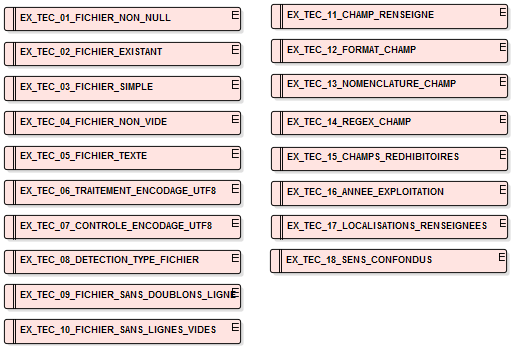 EX_TEC_01_FICHIER_NON_NULL
EX_TEC_02_FICHIER_EXISTANT
EX_TEC_03_FICHIER_SIMPLE
EX_TEC_04_FICHIER_NON_VIDE
EX_TEC_05_FICHIER_TEXTE
EX_TEC_06_TRAITEMENT_ENCODAGE_UTF8
EX_TEC_07_CONTROLE_ENCODAGE_UTF8
EX_TEC_08_DETECTION_TYPE_FICHIER
EX_TEC_09_FICHIER_SANS_DOUBLONS_LIGNE
EX_TEC_10_FICHIER_SANS_LIGNES_VIDES
EX_TEC_11_CHAMP_RENSEIGNE
EX_TEC_12_FORMAT_CHAMP
EX_TEC_13_NOMENCLATURE_CHAMP
EX_TEC_14_REGEX_CHAMP
EX_TEC_15_CHAMPS_REDHIBITOIRES
EX_TEC_16_ANNEE_EXPLOITATION
EX_TEC_17_LOCALISATIONS_RENSEIGNEES
EX_TEC_18_SENS_CONFONDUS